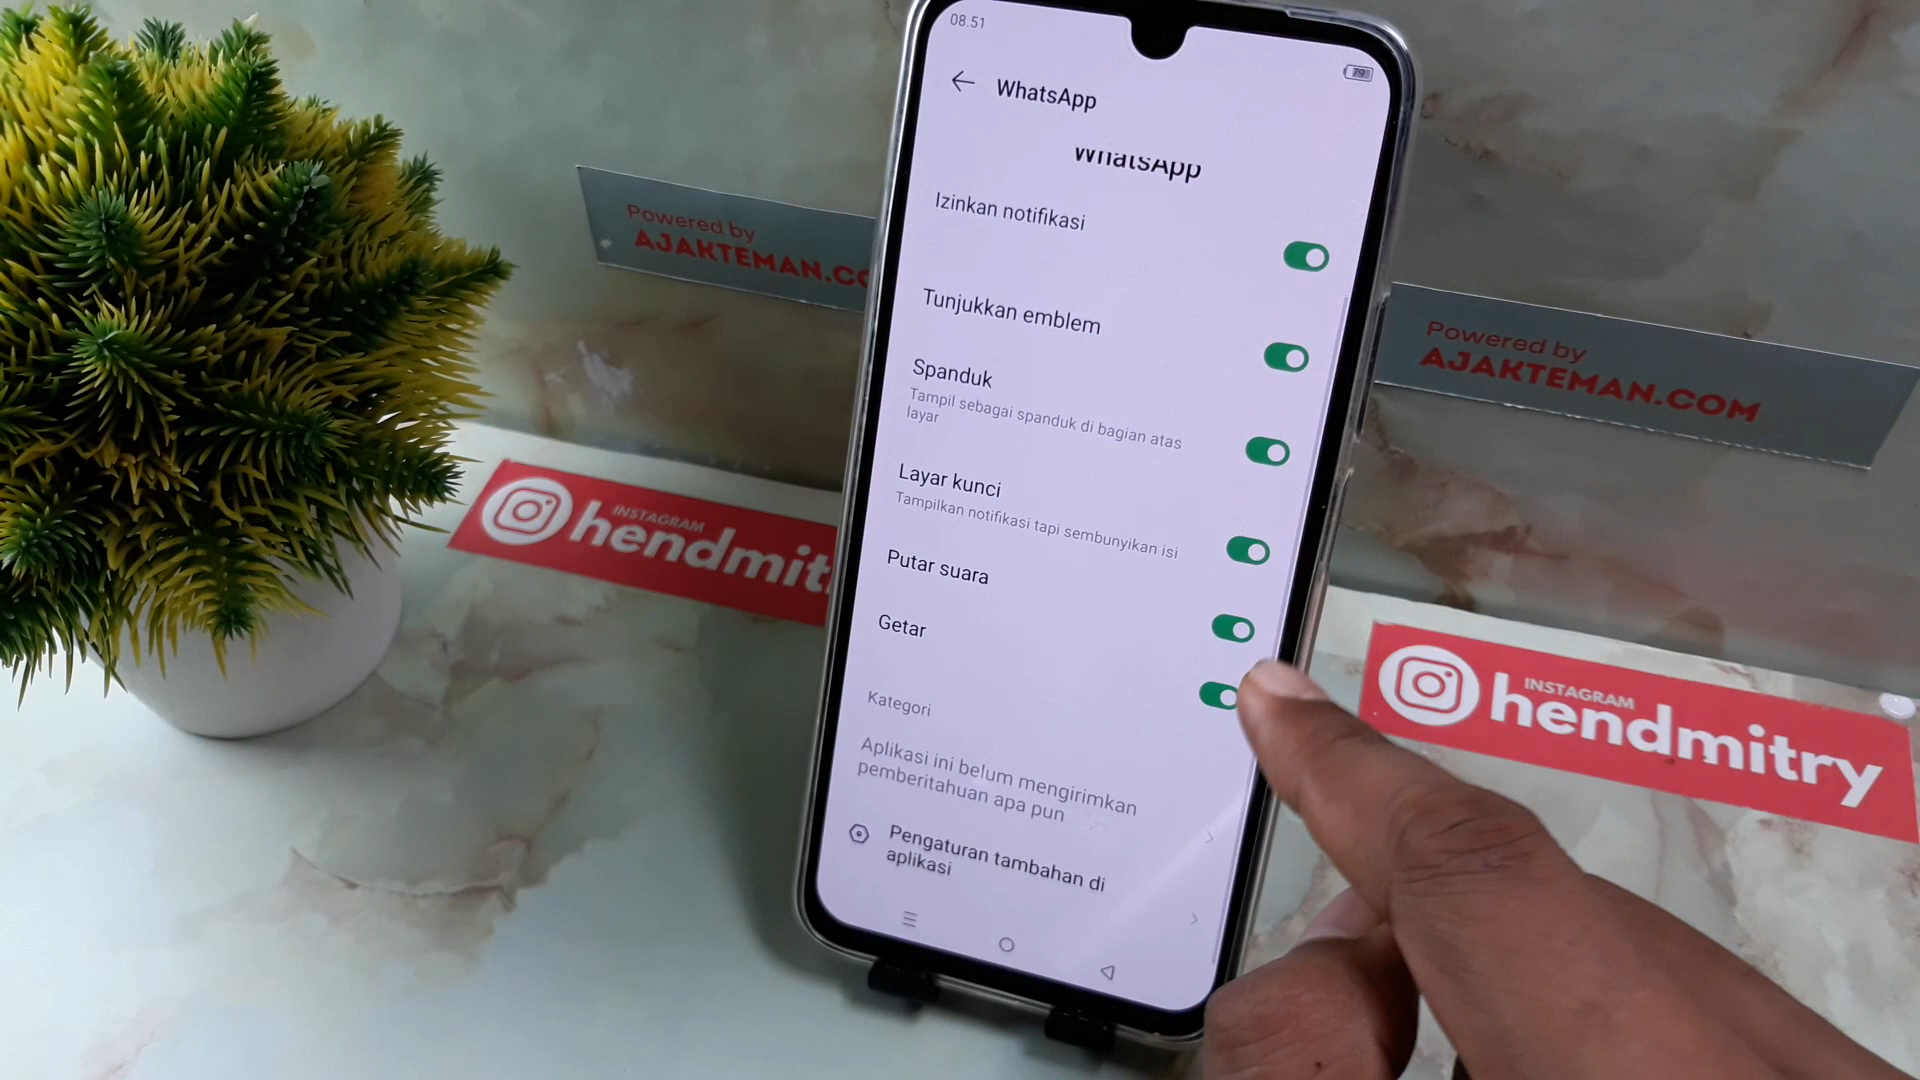 08.51
79
WhatsApp
WhatsApp
Izinkan notifikasi
Tunjukkan emblem
Spanduk
Tampil sebagai spanduk di bagian atas
layar
Layar kunci
Tampilkan notifikasi tapi sembunyikan isi
Putar suara
Getar
Kategori
Aplikasi ini belum mengirimkan
pemberitahuan apa pun
Pengaturan tambahan di
aplikasi
Powered by
AJAKTEMAN.CO
INSTAGRAM
hendmit
Powered by
AJAKTEMAN.COM
INSTAGRAM
hendmitry